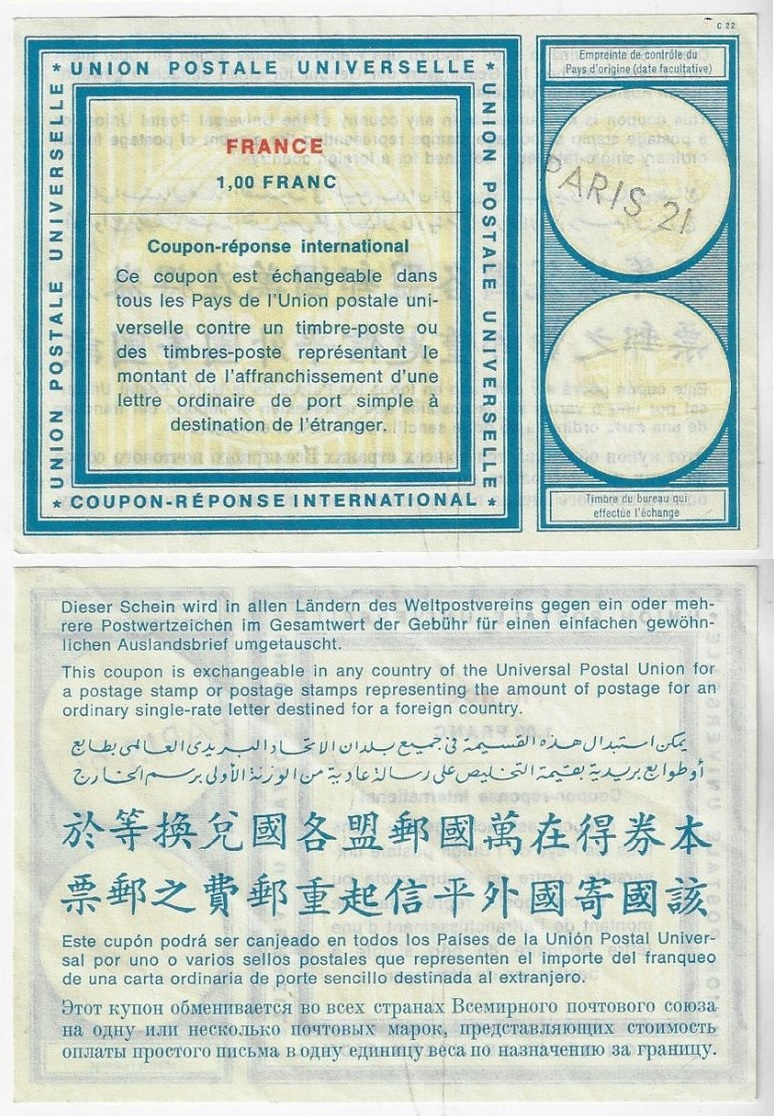 C 22
* UNION POSTALE UNIVERSELLE *
UNION POSTALE UNIVERSELLE
UNION POSTALE UNIVERSELLE
FRANCE
1,00 FRANC
Coupon-réponse international
Ce coupon est échangeable dans
tous les Pays de l'Union postale uni-
verselle contre un timbre-poste ou
des timbres-poste représentant le
montant de l'affranchissement d'une
lettre ordinaire de port simple à
destination de l'étranger.
* COUPON-RÉPONSE INTERNATIONAL *
Empreinte de contrôle du
Pays d'origine (date facultative)
PARIS 21
Timbre du bureau qui
effectue l'échange
Dieser Schein wird in allen Ländern des Weltpostvereins gegen ein oder meh-
rere Postwertzeichen im Gesamtwert der Gebühr für einen einfachen gewöhn-
lichen Auslandsbrief umgetauscht.
This coupon is exchangeable in any country of the Universal Postal Union for
a postage stamp or postage stamps representing the amount of postage for an
ordinary single-rate letter destined for a foreign country.
يمكن استبدال هذه القسيمة في جميع بلدان الاتحاد البريدى العالمى بطابع
أو طوابع بريدية بقيمة التخليص على رسالة عادية من الوزنة الأولى برسم الخارج
本券得在萬國郵盟各國兌換等於
該國寄國外平信起重郵費之郵票
Este cupón podrá ser canjeado en todos los Países de la Unión Postal Univer-
sal por uno o varios sellos postales que representen el importe del franqueo
de una carta ordinaria de porte sencillo destinada al extranjero.
Этот купон обменивается во всех странах Всемирного почтового союза
на одну или несколько почтовых марок, представляющих стоимость
оплаты простого письма в одну единицу веса по назначению за границу.